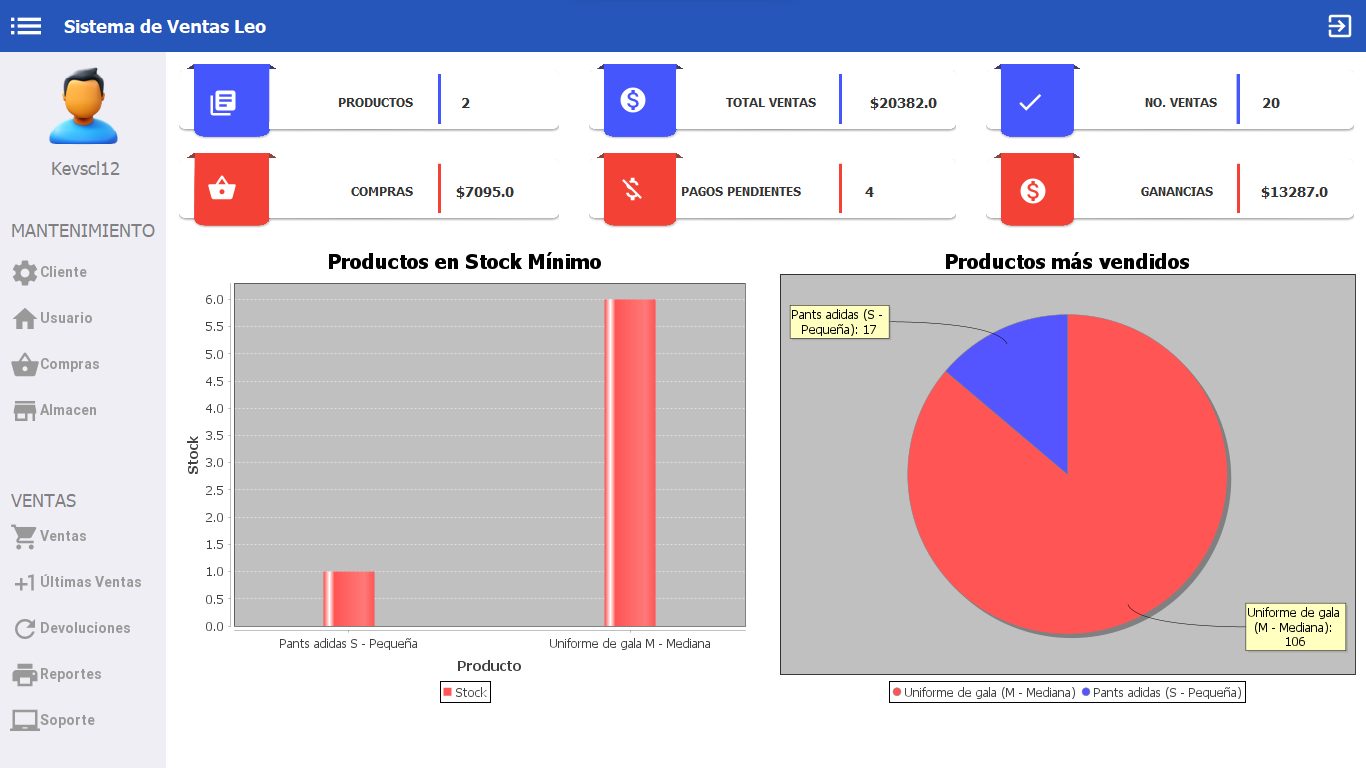 Sistema de Ventas Leo
Kevscl12
MANTENIMIENTO
Cliente
Usuario
Compras
Almacen
VENTAS
Ventas
+1 Últimas Ventas
Devoluciones
Reportes
Soporte
PRODUCTOS 2
TOTAL VENTAS $20382.0
NO. VENTAS 20
COMPRAS $7095.0
PAGOS PENDIENTES 4
GANANCIAS $13287.0
Productos en Stock Mínimo
6.0
5.5
5.0
4.5
4.0
3.5
3.0
2.5
2.0
1.5
1.0
0.5
0.0
Stock
Pants adidas S - Pequeña Uniforme de gala M - Mediana
Producto
Stock
Productos más vendidos
Pants adidas (S -
Pequeña): 17
Uniforme de gala
(M - Mediana):
106
Uniforme de gala (M - Mediana) Pants adidas (S - Pequeña)